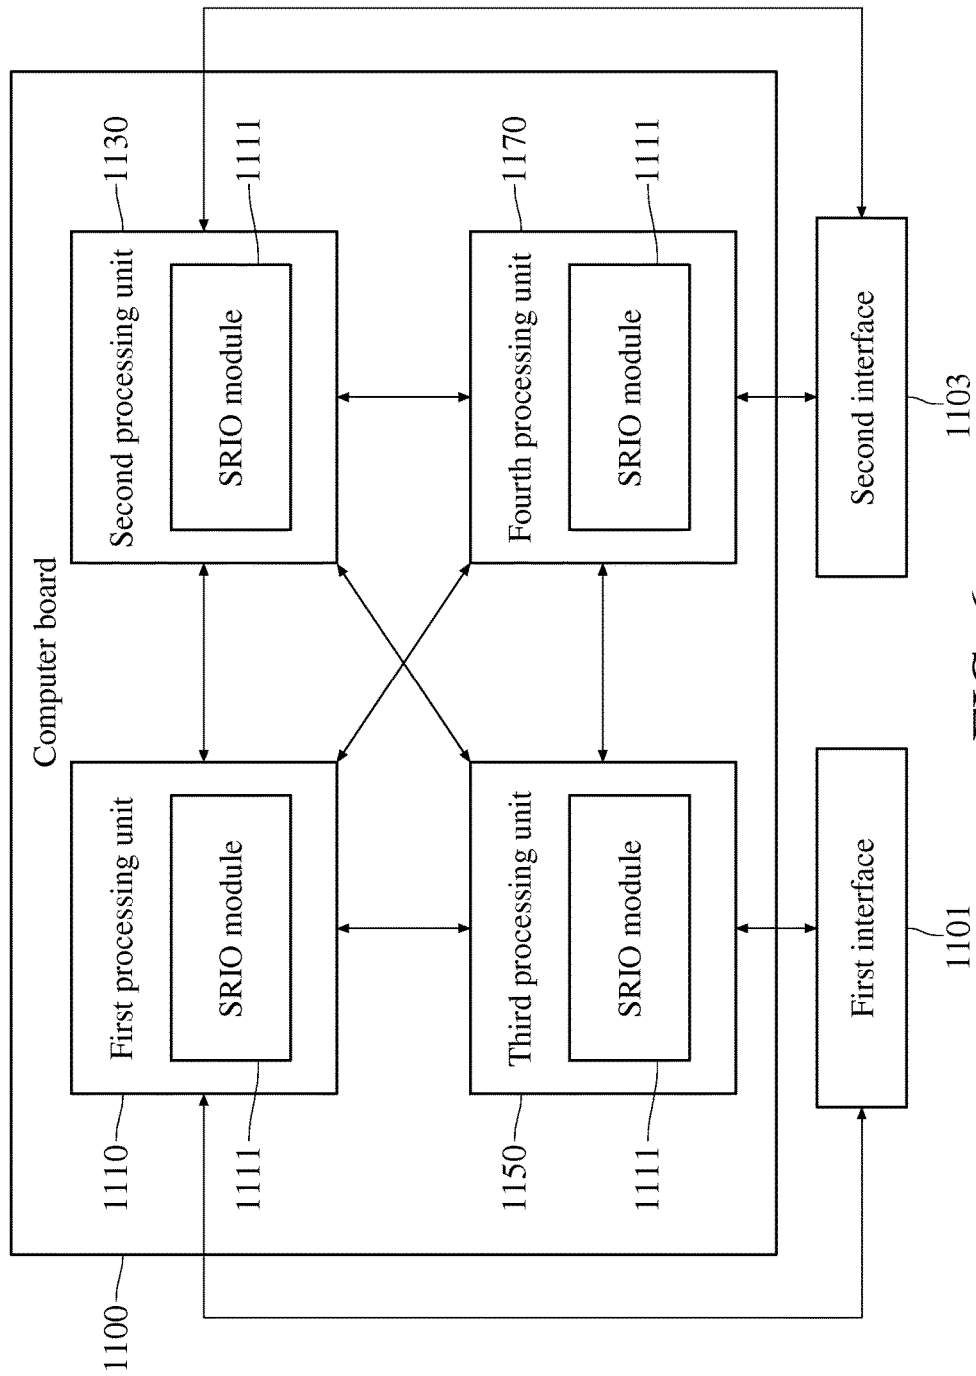 Computer board
1100
1110
First processing unit
SRIO module
1111
1130
Second processing unit
SRIO module
1111
1150
Third processing unit
SRIO module
1111
1170
Fourth processing unit
SRIO module
1111
First interface
1101
Second interface
1103